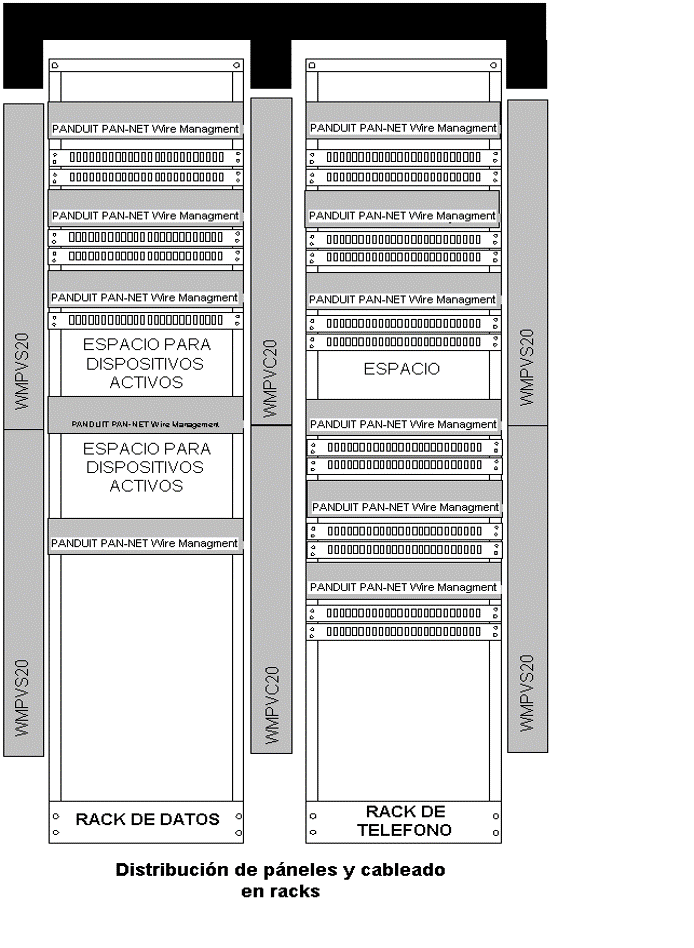 PANDUIT PAN-NET Wire Managment
PANDUIT PAN-NET Wire Managment
PANDUIT PAN-NET Wire Managment
ESPACIO PARA
DISPOSITIVOS
ACTIVOS
PANDUIT PAN-NET Wire Management
ESPACIO PARA
DISPOSITIVOS
ACTIVOS
PANDUIT PAN-NET Wire Managment
RACK DE DATOS
PANDUIT PAN-NET Wire Managment
PANDUIT PAN-NET Wire Managment
PANDUIT PAN-NET Wire Managment
ESPACIO
PANDUIT PAN-NET Wire Managment
PANDUIT PAN-NET Wire Managment
PANDUIT PAN-NET Wire Managment
RACK DE
TELEFONO
WMPVS20
WMPVS20
WMPVC20
WMPVC20
WMPVS20
WMPVS20
Distribución de páneles y cableado
en racks